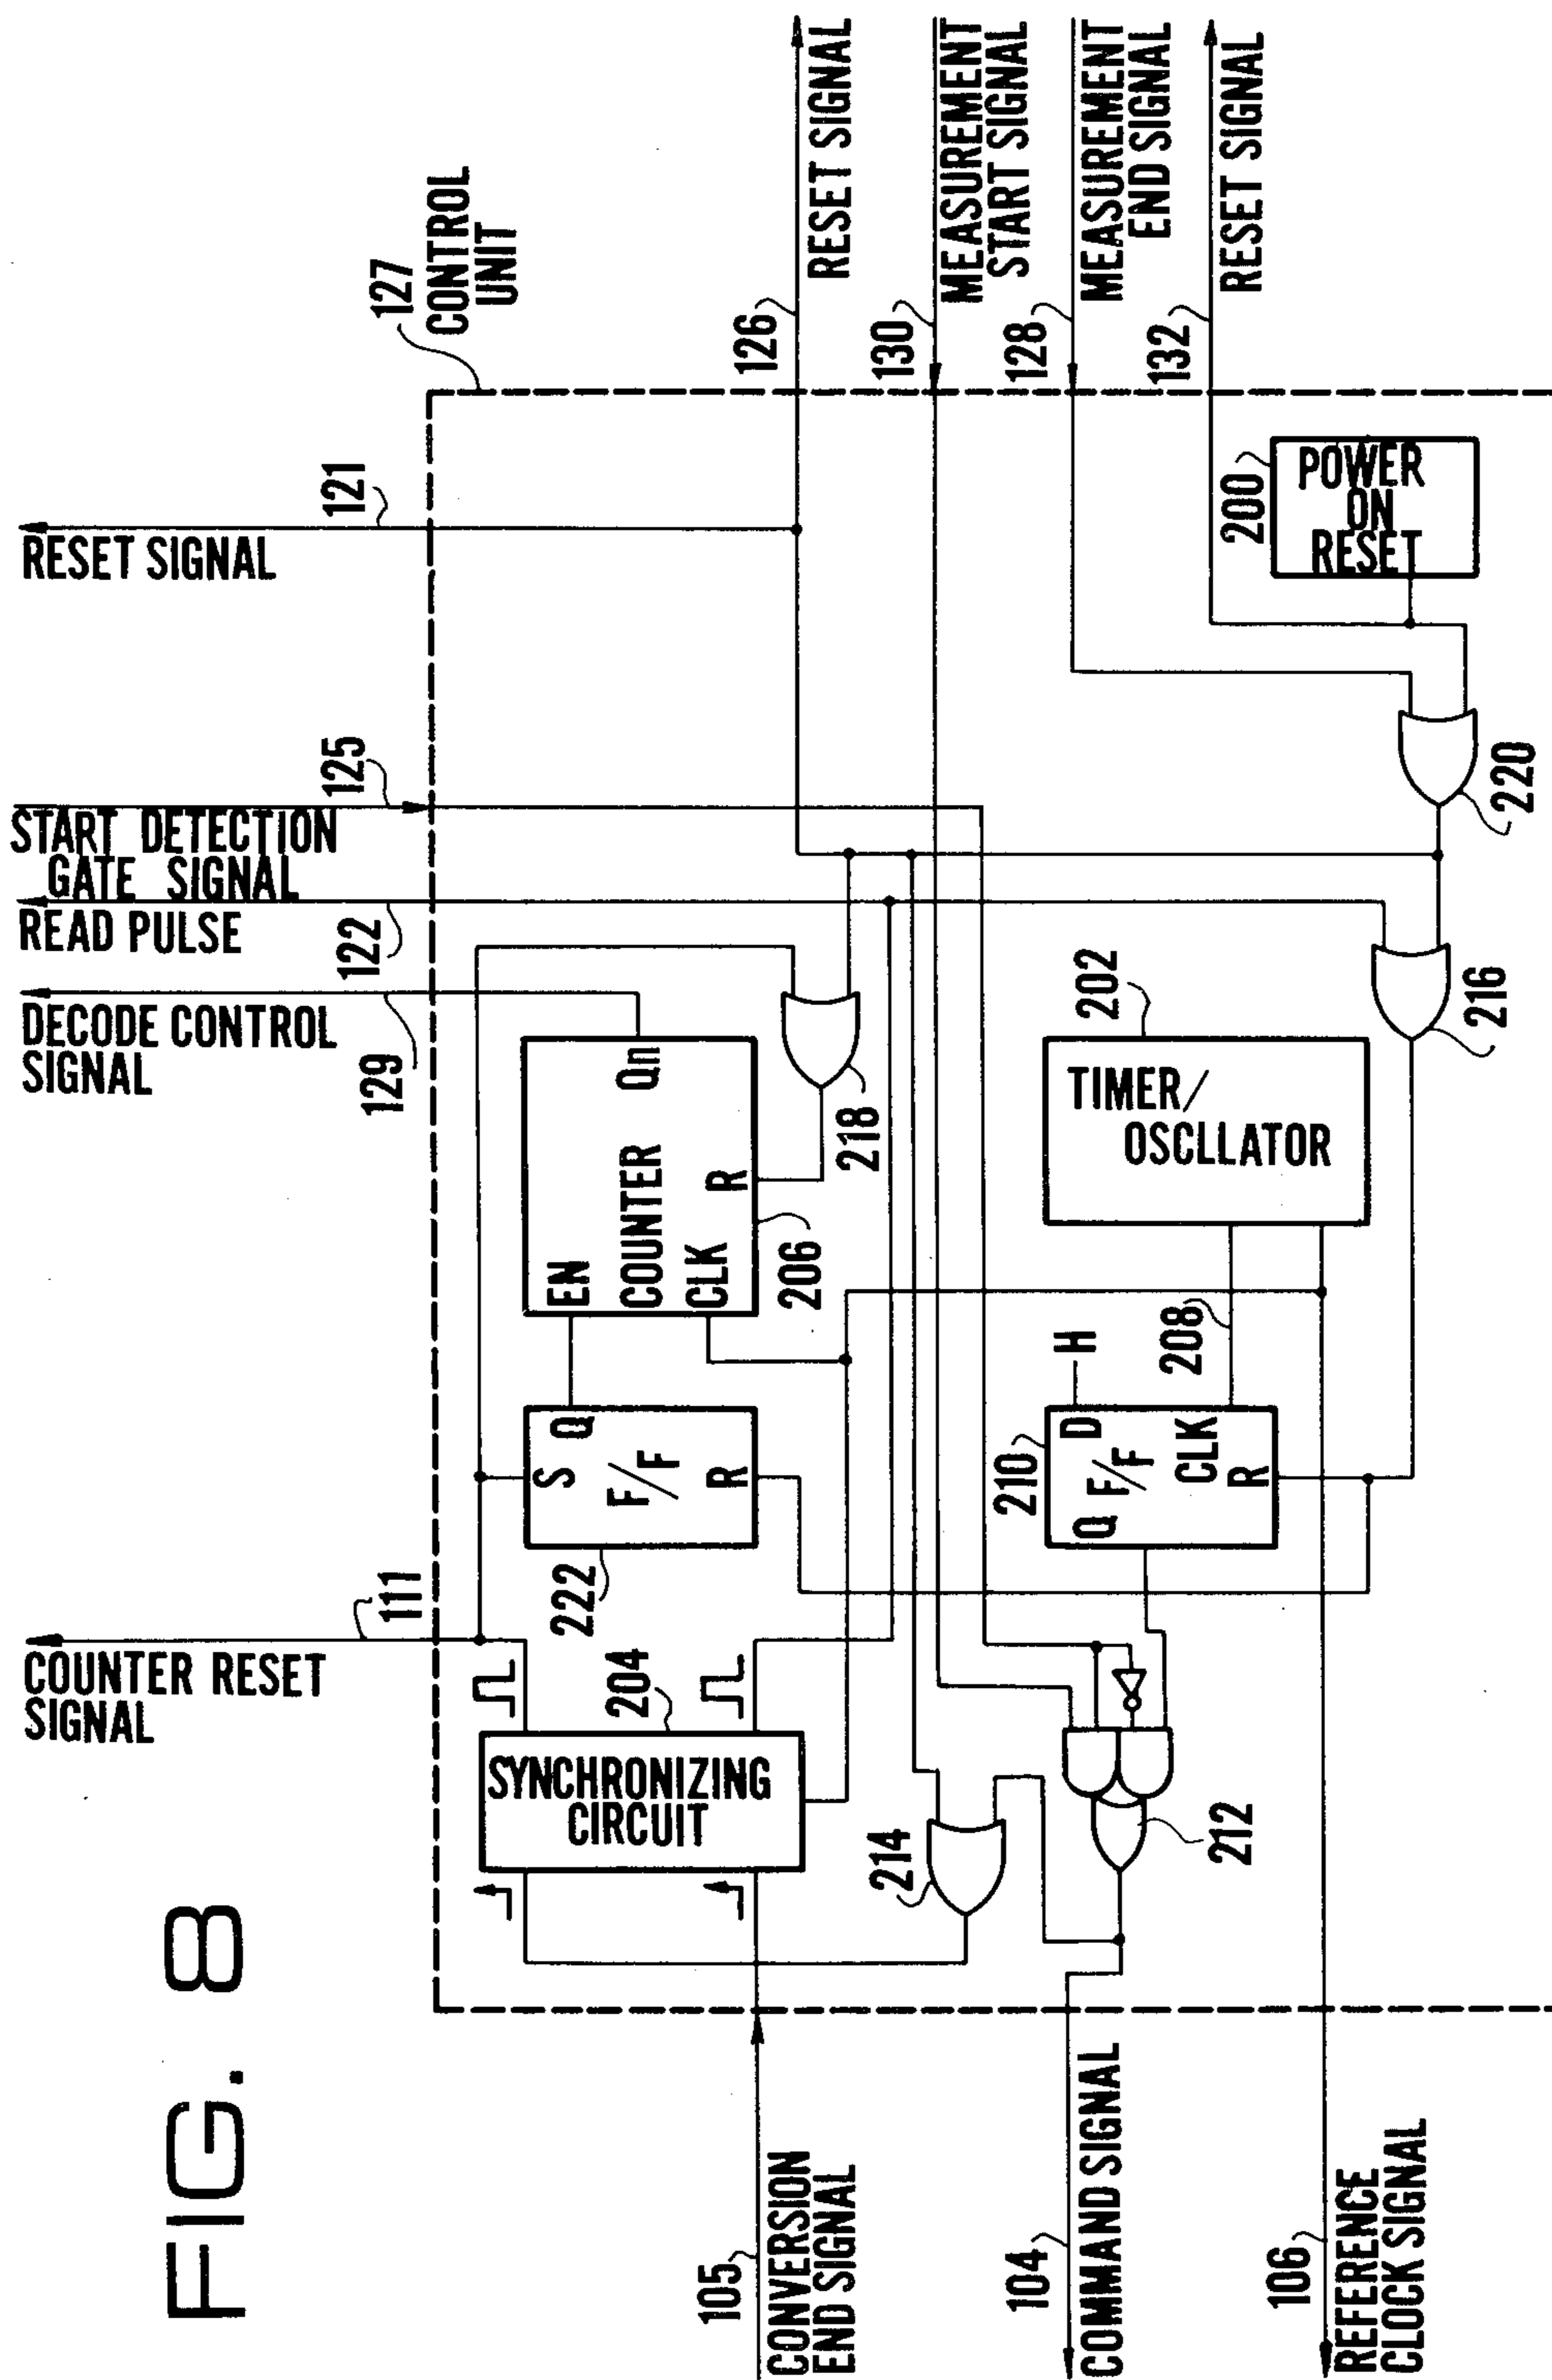 FIG. 8
COUNTER RESET
SIGNAL
111
DECODE CONTROL
SIGNAL
129
READ PULSE
122
START DETECTION
GATE SIGNAL
125
RESET SIGNAL
121
127
CONTROL
UNIT
105
CONVERSION
END SIGNAL
SYNCHRONIZING
CIRCUIT
204
222
S
Q
F/F
R
EN
COUNTER
CLK
R
Qn
206
218
126
RESET SIGNAL
130
MEASUREMENT
START SIGNAL
128
MEASUREMENT
END SIGNAL
132
RESET SIGNAL
214
212
104
COMMAND SIGNAL
210
Q
D
F/F
CLK
R
H
208
202
TIMER/
OSCLLATOR
216
220
200
POWER
ON
RESET
106
REFERENCE
CLOCK SIGNAL